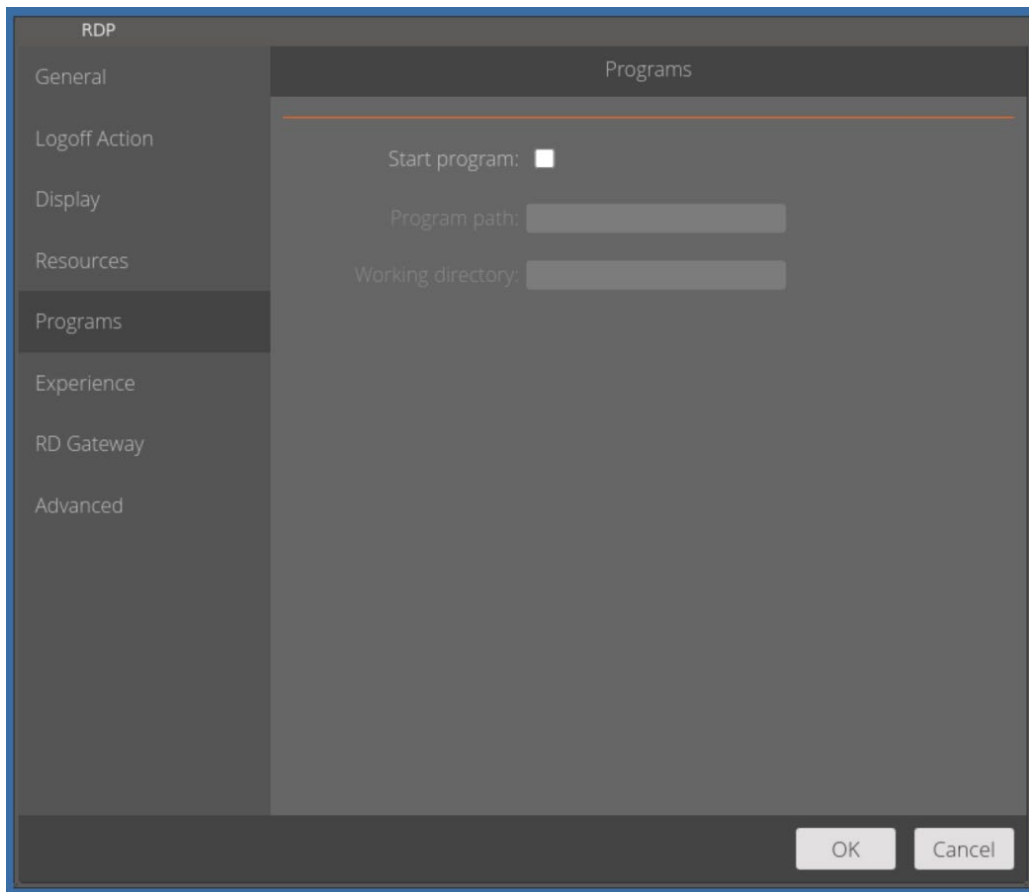 RDP
General
Logoff Action
Display
Resources
Programs
Experience
RD Gateway
Advanced
Programs
Start program:
Program path:
Working directory:
OK
Cancel